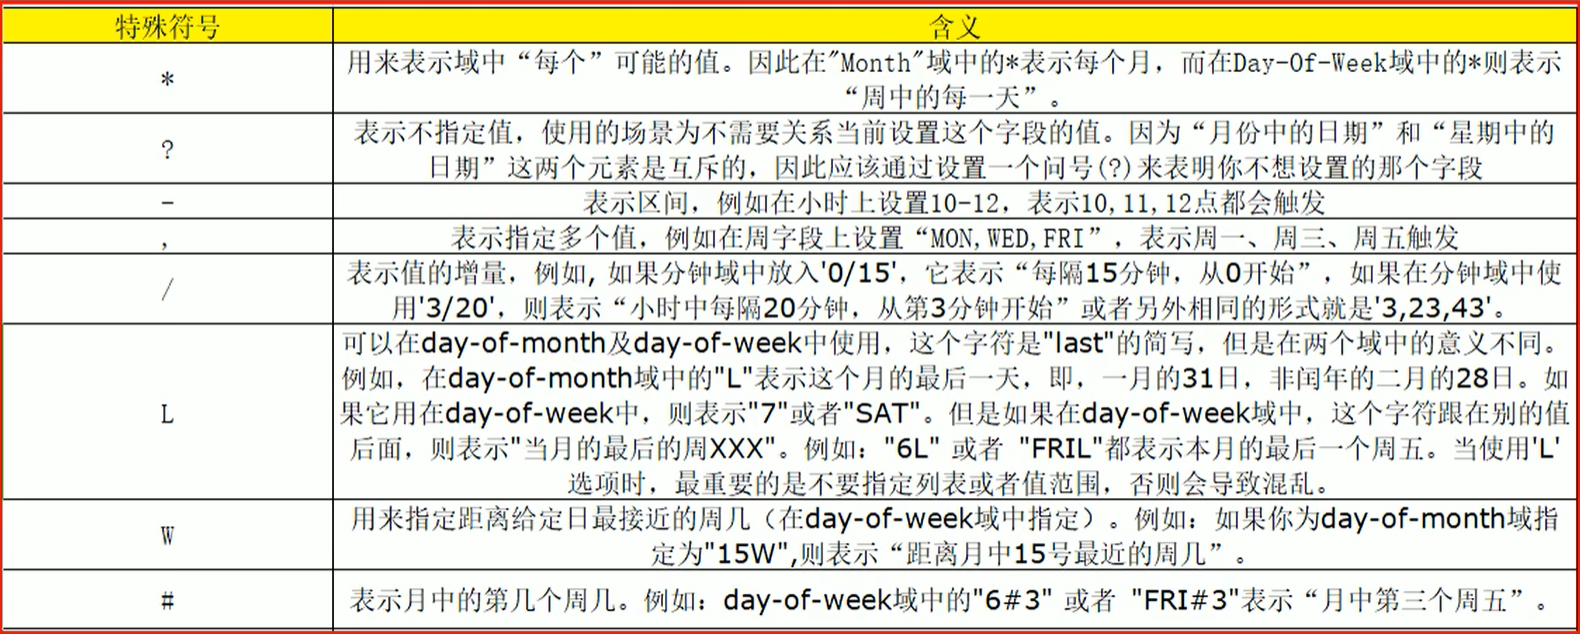 特殊符号 含义
* 用来表示域中“每个”可能的值。因此在"Month"域中的*表示每个月，而在Day-Of-Week域中的*则表示
“周中的每一天”。
? 表示不指定值，使用的场景为不需要关系当前设置这个字段的值。因为“月份中的日期”和“星期中的
日期”这两个元素是互斥的，因此应该通过设置一个问号(?)来表明你不想设置的那个字段
- 表示区间，例如在小时上设置10-12，表示10,11,12点都会触发
, 表示指定多个值，例如在周字段上设置“MON,WED,FRI”，表示周一、周三、周五触发
/ 表示值的增量，例如, 如果分钟域中放入'0/15'，它表示“每隔15分钟，从0开始”，如果在分钟域中使
用'3/20'，则表示“小时中每隔20分钟，从第3分钟开始”或者另外相同的形式就是'3,23,43'。
L 可以在day-of-month及day-of-week中使用，这个字符是"last"的简写，但是在两个域中的意义不同。
例如，在day-of-month域中的"L"表示这个月的最后一天，即，一月的31日，非闰年的二月的28日。如
果它用在day-of-week中，则表示"7"或者"SAT"。但是如果在day-of-week域中，这个字符跟在别的值
后面，则表示"当月的最后的周XXX"。例如："6L" 或者 "FRIL"都表示本月的最后一个周五。当使用'L'
选项时，最重要的是不要指定列表或者值范围，否则会导致混乱。
W 用来指定距离给定日最接近的周几（在day-of-week域中指定）。例如：如果你为day-of-month域指
定为"15W",则表示“距离月中15号最近的周几”。
# 表示月中的第几个周几。例如：day-of-week域中的"6#3" 或者 "FRI#3"表示“月中第三个周五”。